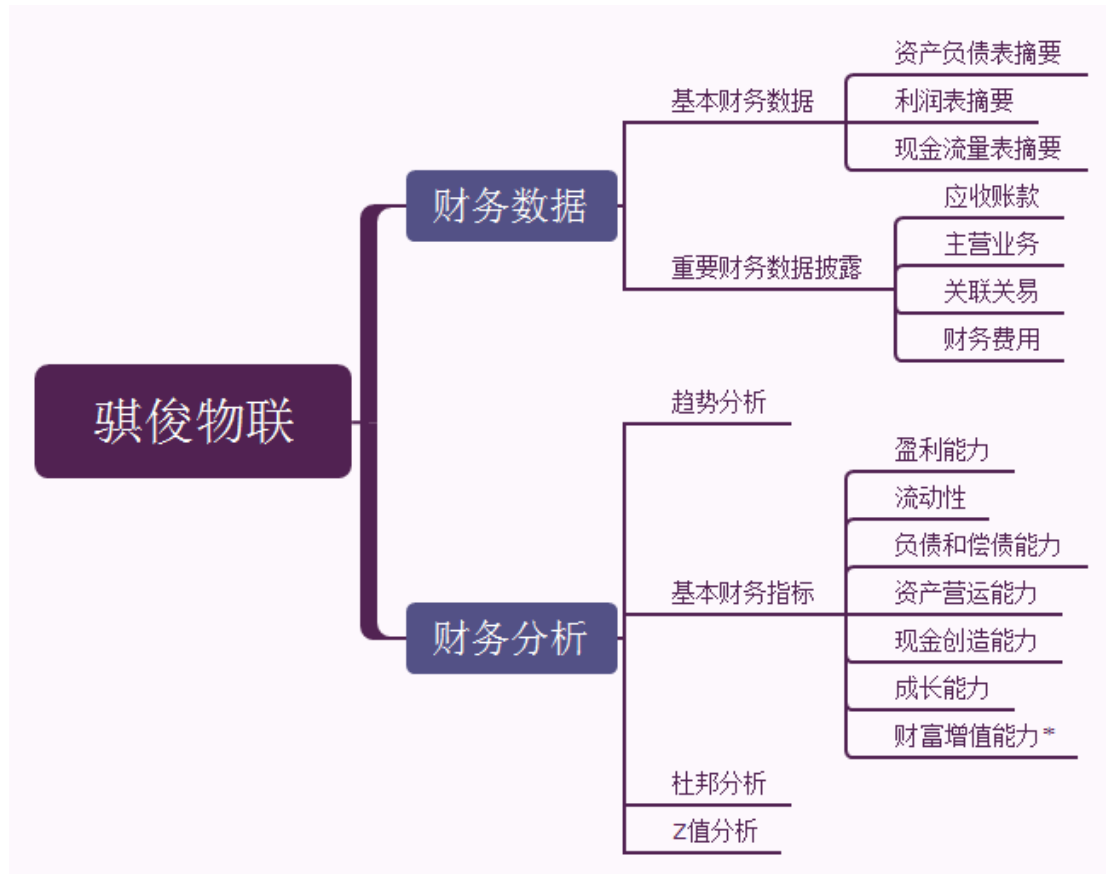 骐俊物联
财务数据
基本财务数据
资产负债表摘要
利润表摘要
现金流量表摘要
重要财务数据披露
应收账款
主营业务
关联关易
财务费用
财务分析
趋势分析
基本财务指标
盈利能力
流动性
负债和偿债能力
资产营运能力
现金创造能力
成长能力
财富增值能力*
杜邦分析
Z值分析